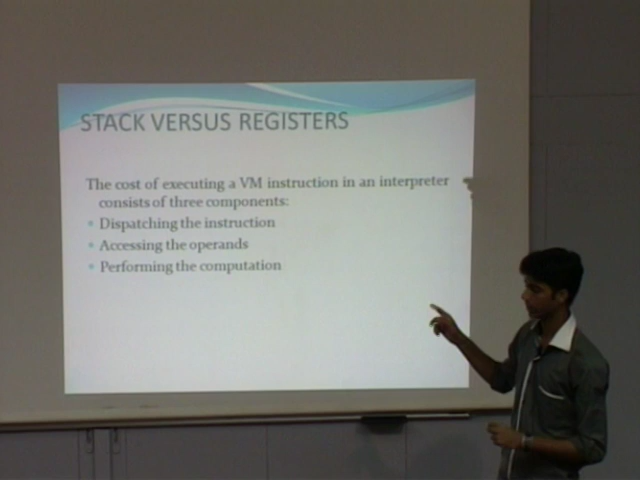 STACK VERSUS REGISTERS
The cost of executing a VM instruction in an interpreter
consists of three components:
Dispatching the instruction
Accessing the operands
Performing the computation